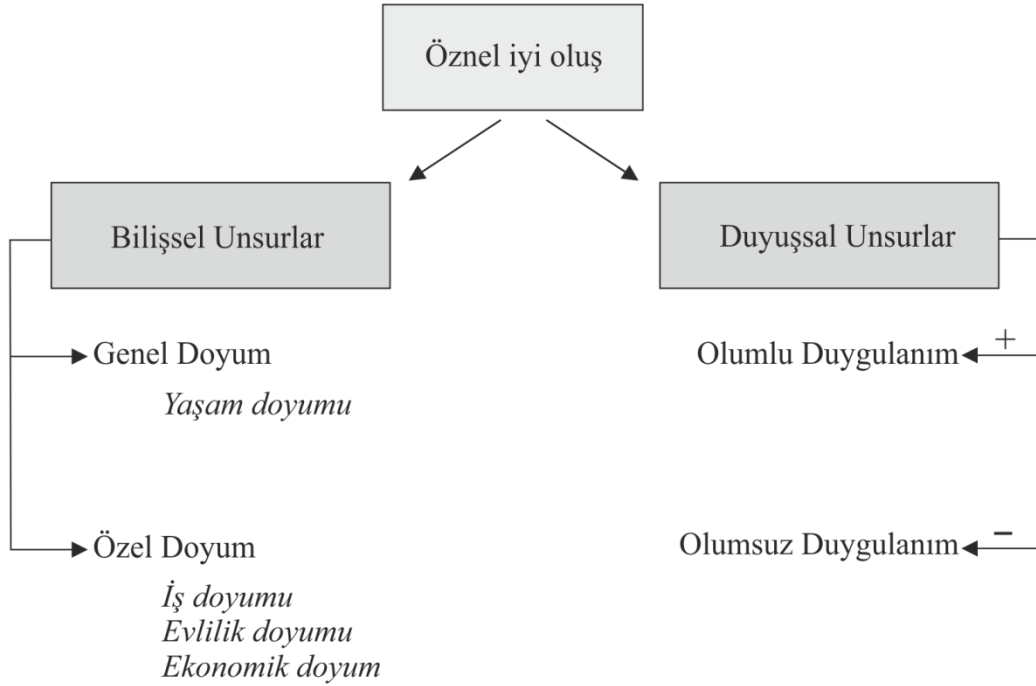 Öznel iyi oluş
Bilişsel Unsurlar
Duyuşsal Unsurlar
Genel Doyum
Yaşam doyumu
Olumlu Duygulanım
+
Özel Doyum
İş doyumu
Evlilik doyumu
Ekonomik doyum
Olumsuz Duygulanım
-